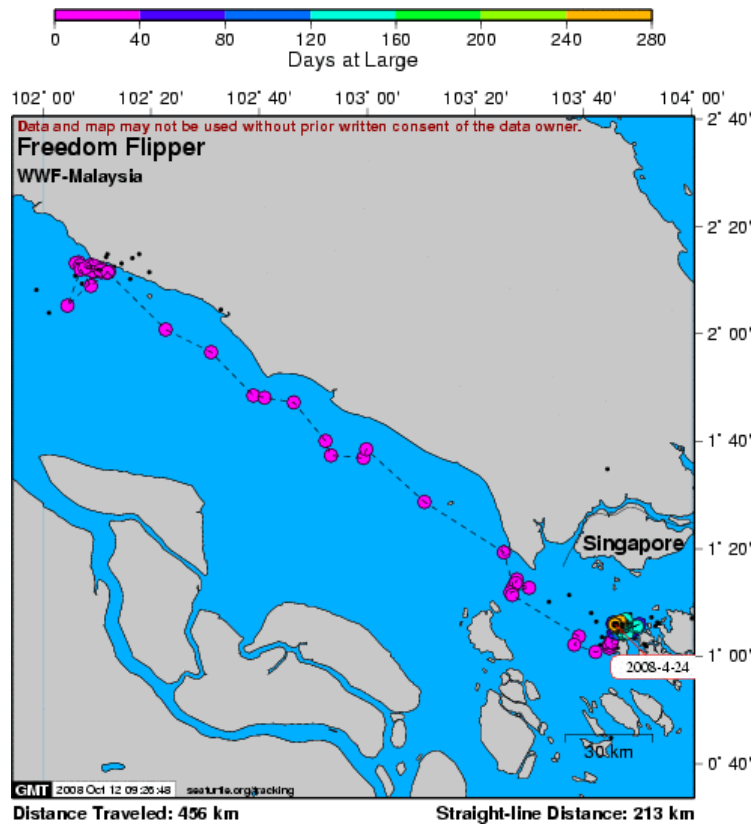 0 40 80 120 160 200 240 280
Days at Large
102° 00' 102° 20' 102° 40' 103° 00' 103° 20' 103° 40' 104° 00'
2° 40'
Data and map may not be used without prior written consent of the data owner.
Freedom Flipper
WWF-Malaysia
2° 20'
2° 00'
1° 40'
1° 20'
Singapore
1° 00'
2008-4-24
30 km
0° 40'
GMT 2008 Oct 12 09:26:48 seaturtle.org/tracking
Distance Traveled: 456 km Straight-line Distance: 213 km